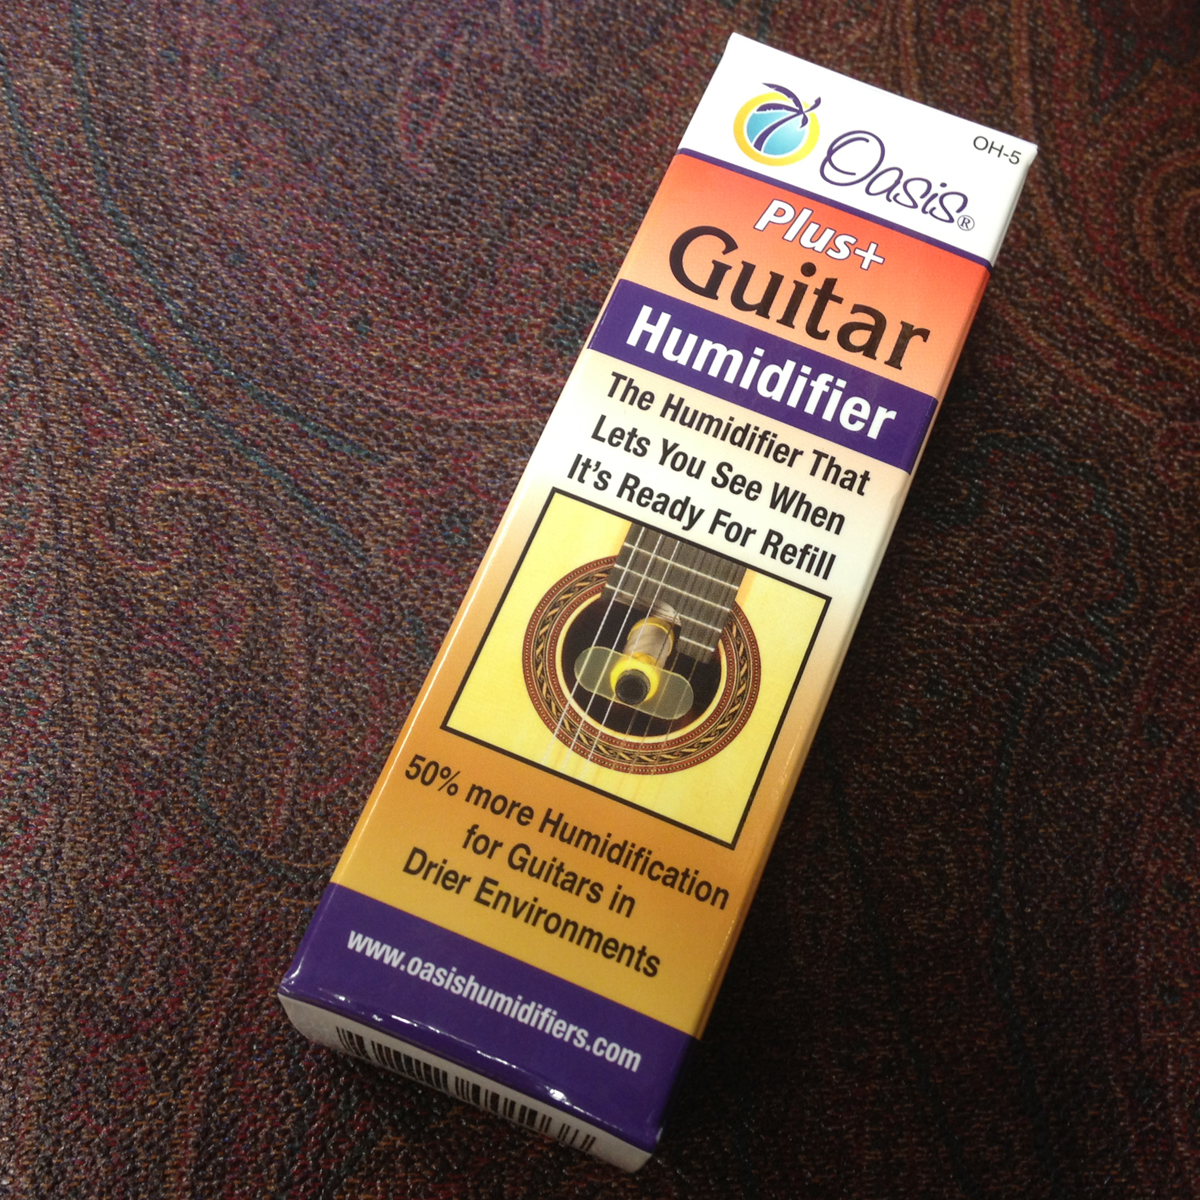 Oasis®
OH-5
Plus+
Guitar
Humidifier
The Humidifier That
Lets You See When
It's Ready For Refill
50% more Humidification
for Guitars in
Drier Environments
www.oasishumidifiers.com